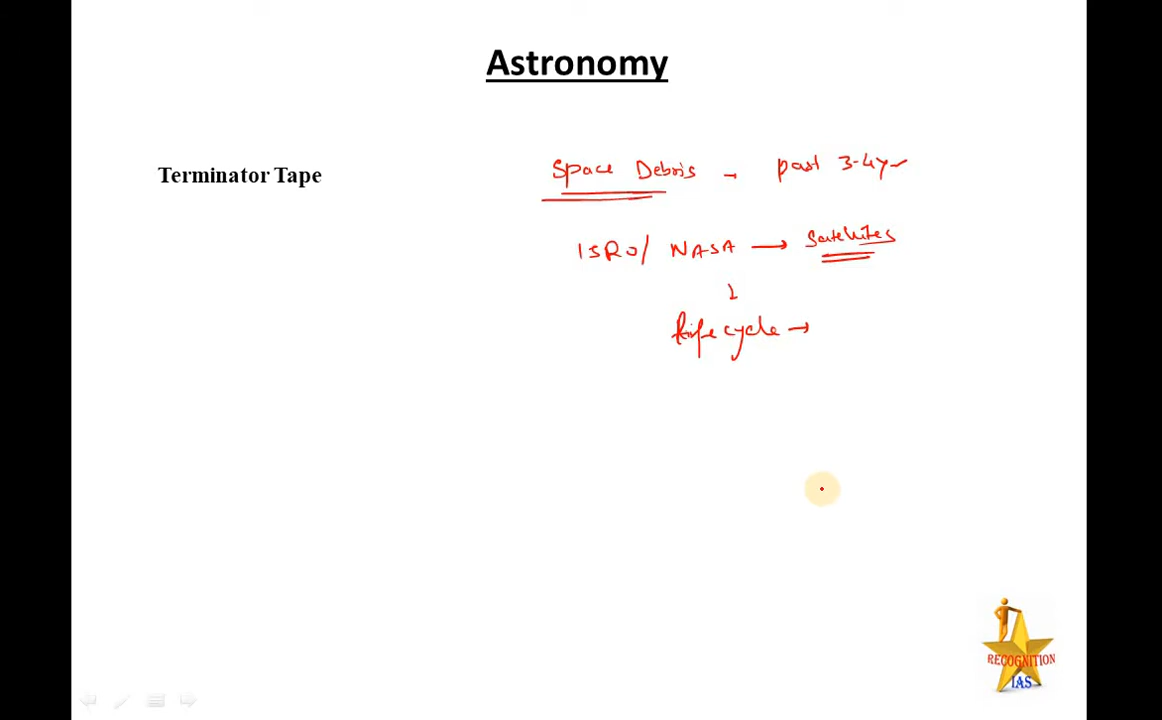 Astronomy
Terminator Tape
Space Debris → past 3-4yr
ISRO/ NASA → Satellites
↓
Life cycle →
RECOGNITION
IAS